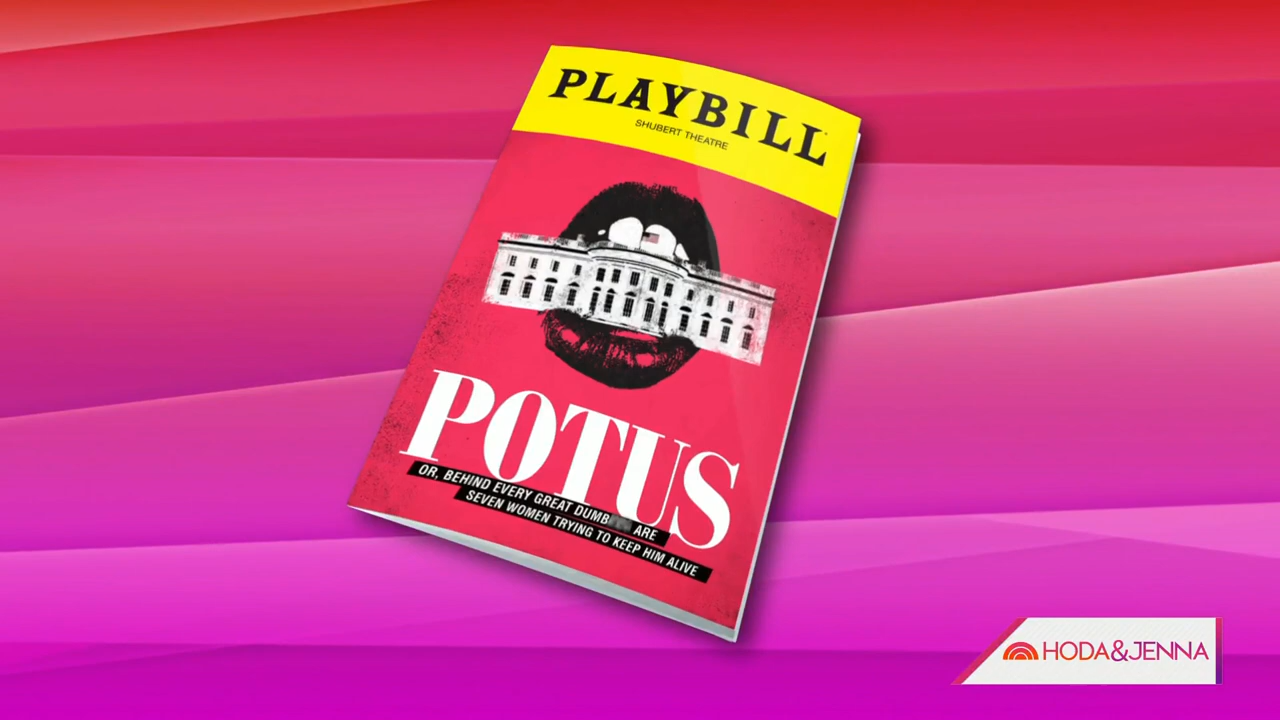 PLAYBILL
SHUBERT THEATRE
POTUS
OR, BEHIND EVERY GREAT DUMB ARE
SEVEN WOMEN TRYING TO KEEP HIM ALIVE
HODA&JENNA